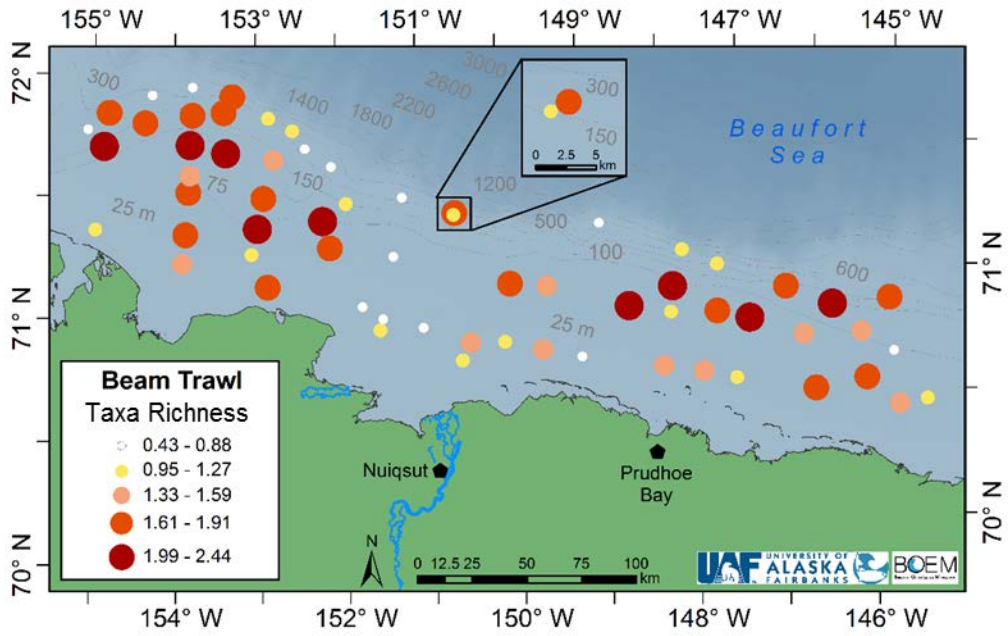 155° W 153° W 151° W 149° W 147° W 145° W
72° N
71° N
70° N
71° N
70° N
300
1400
1800
2200
2600
3000
300
150
0 2.5 5
km
Beaufort
Sea
75
150
25 m
1200
500
100
600
25 m
Beam Trawl
Taxa Richness
0.43 - 0.88
0.95 - 1.27
1.33 - 1.59
1.61 - 1.91
1.99 - 2.44
Nuiqsut
Prudhoe
Bay
N
0 12.5 25 50 75 100
km
UAF
UNIVERSITY OF
ALASKA
FAIRBANKS
BOEM
154° W 152° W 150° W 148° W 146° W